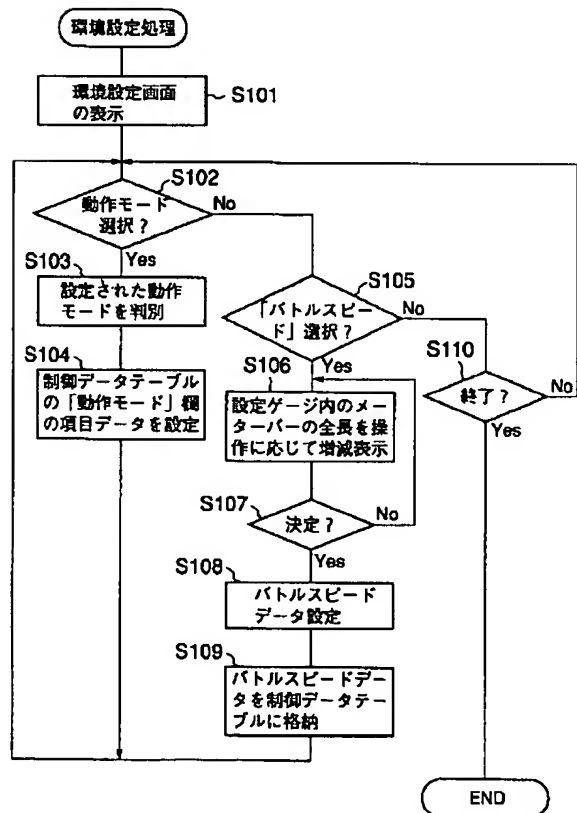 環境設定処理
環境設定画面
の表示
S101
S102
動作モード
選択？
No
Yes
S103
設定された動作
モードを判別
S104
制御データテーブル
の「動作モード」欄
の項目データを設定
S105
「バトルスピー
ド」選択？
No
Yes
S106
設定ゲージ内のメー
ターバーの全長を操
作に応じて増減表示
S107
決定？
No
Yes
S108
バトルスピード
データ設定
S109
バトルスピードデー
タを制御データテー
ブルに格納
S110
終了？
No
Yes
END